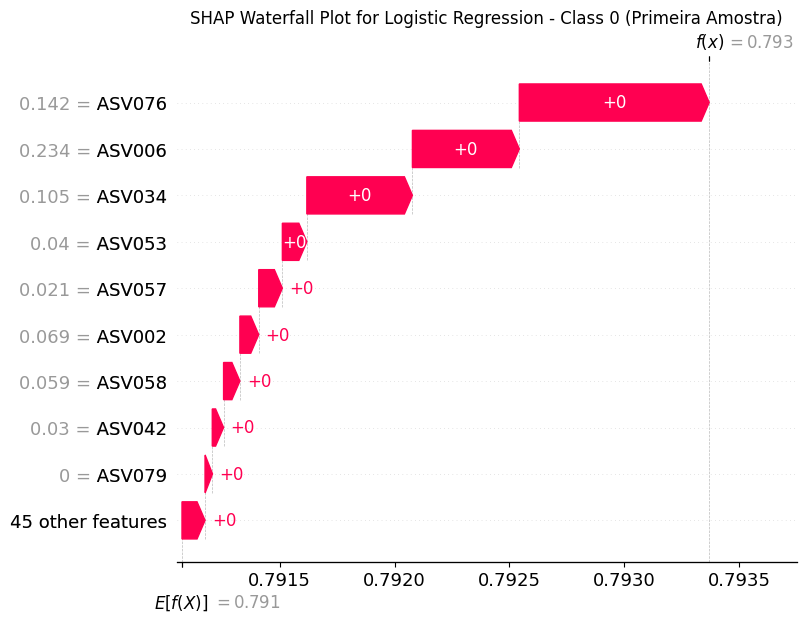 SHAP Waterfall Plot for Logistic Regression - Class 0 (Primeira Amostra)
f(x) = 0.793
0.142 = ASV076 +0
0.234 = ASV006 +0
0.105 = ASV034 +0
0.04 = ASV053 +0
0.021 = ASV057 +0
0.069 = ASV002 +0
0.059 = ASV058 +0
0.03 = ASV042 +0
0 = ASV079 +0
45 other features +0
0.7915 0.7920 0.7925 0.7930 0.7935
E[f(X)] = 0.791